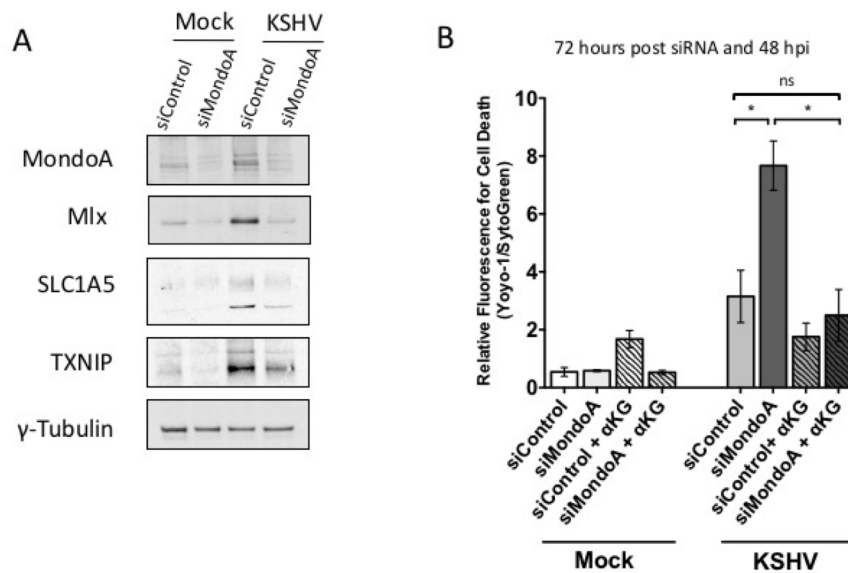 A
Mock KSHV
siControl siMondoA siControl siMondoA
MondoA
Mlx
SLC1A5
TXNIP
γ-Tubulin
B
72 hours post siRNA and 48 hpi
ns
* *
Relative Fluorescence for Cell Death
(Yoyo-1/SytoGreen)
10
8
6
4
2
0
siControl siMondoA siControl + αKG siMondoA + αKG siControl siMondoA siControl+ αKG siMondoA + αKG
Mock KSHV